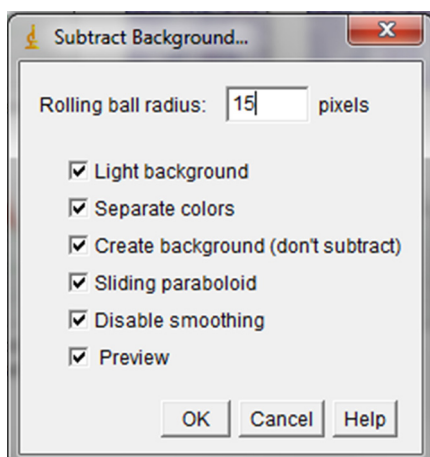 Subtract Background...
Rolling ball radius: 15 pixels
Light background
Separate colors
Create background (don't subtract)
Sliding paraboloid
Disable smoothing
Preview
OK Cancel Help